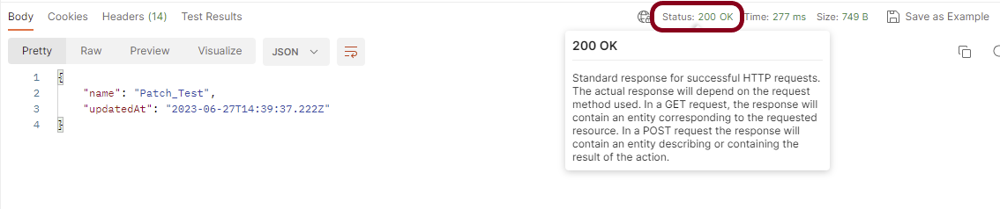 Body Cookies Headers (14) Test Results Status: 200 OK Time: 277 ms Size: 749 B Save as Example
Pretty Raw Preview Visualize JSON
1 {
2 "name": "Patch_Test",
3 "updatedAt": "2023-06-27T14:39:37.222Z"
4 }
200 OK
Standard response for successful HTTP requests.
The actual response will depend on the request
method used. In a GET request, the response will
contain an entity corresponding to the requested
resource. In a POST request the response will
contain an entity describing or containing the
result of the action.